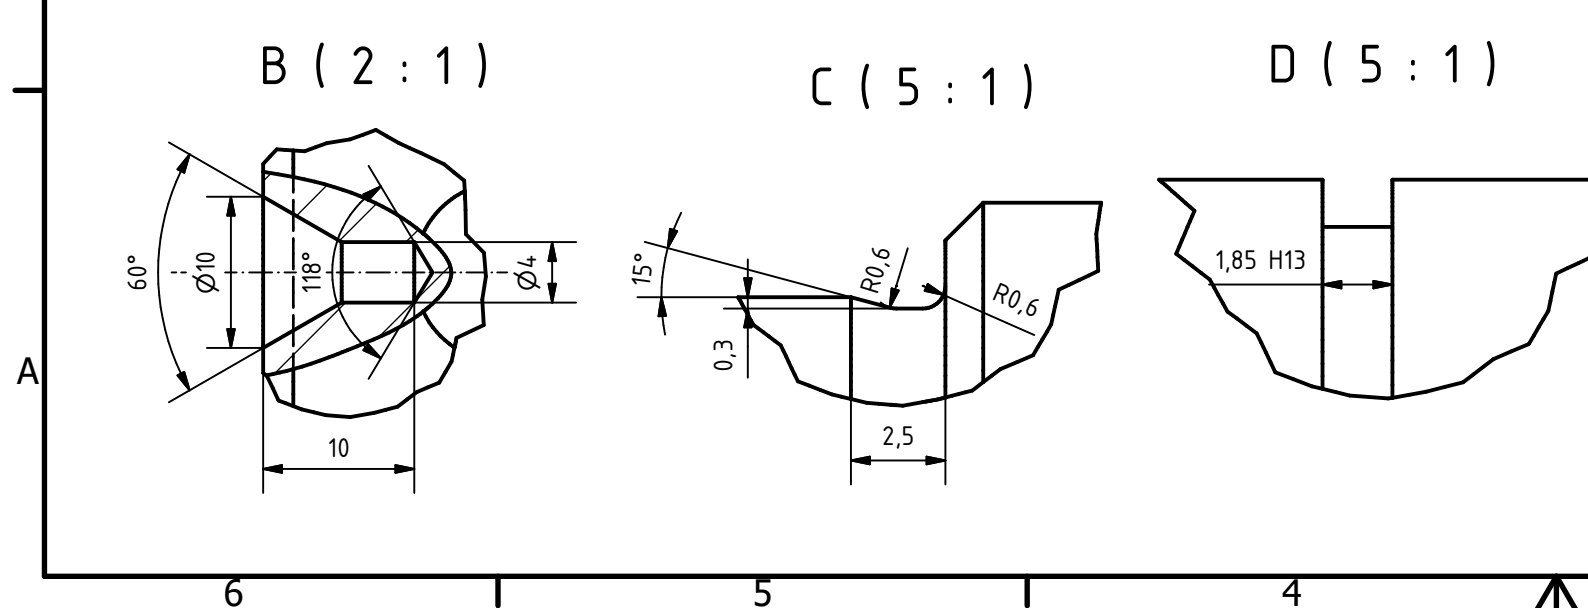 B ( 2 : 1 )
60°
Ø10
118°
Ø4
10
C ( 5 : 1 )
15°
R0,6
R0,6
0,3
2,5
D ( 5 : 1 )
1,85 H13
A
6
5
4